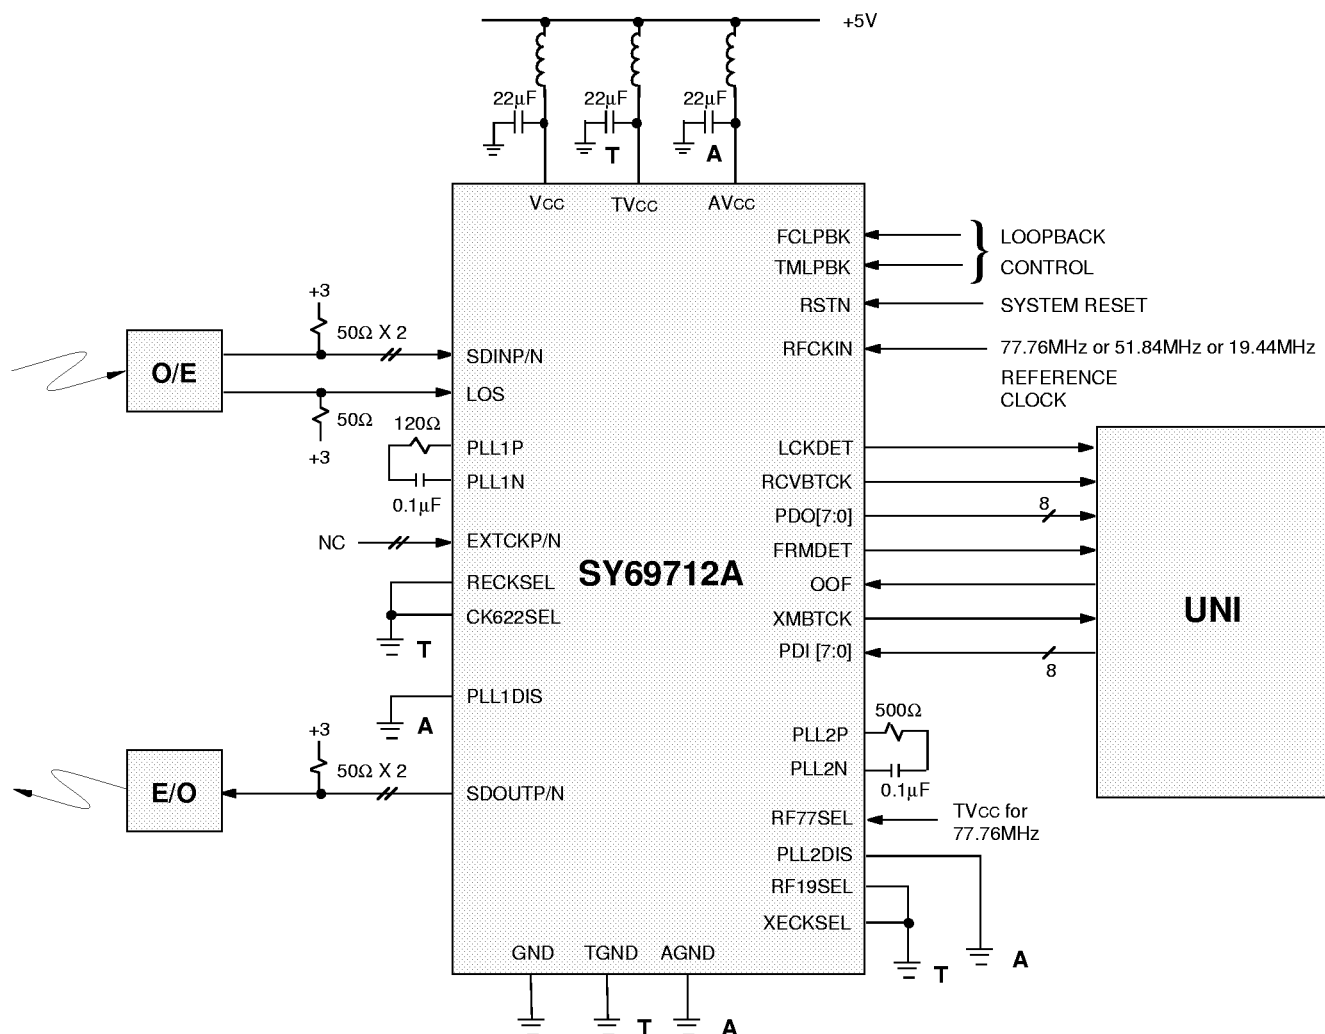 +5V
22µF
22µF
22µF
T
A
VCC
TVCC
AVCC
FCLPBK
TMLPBK
}
LOOPBACK
CONTROL
RSTN
SYSTEM RESET
RFCKIN
77.76MHz or 51.84MHz or 19.44MHz
REFERENCE
CLOCK
+3
50Ω X 2
O/E
SDINP/N
LOS
50Ω
+3
120Ω
PLL1P
PLL1N
0.1µF
NC
EXTCKP/N
RECKSEL
CK622SEL
T
PLL1DIS
A
+3
50Ω X 2
E/O
SDOUTP/N
SY69712A
LCKDET
RCVBTCK
PDO[7:0]
8
FRMDET
OOF
XMBTCK
PDI [7:0]
8
UNI
500Ω
PLL2P
PLL2N
0.1µF
RF77SEL
TVCC for
77.76MHz
PLL2DIS
RF19SEL
XECKSEL
T
A
GND
TGND
AGND
T
A